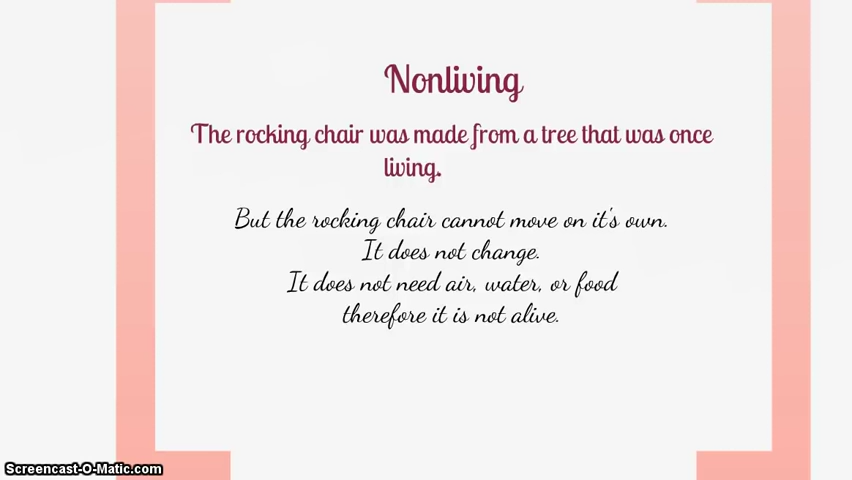 Nonliving
The rocking chair was made from a tree that was once
living.
But the rocking chair cannot move on it's own.
It does not change.
It does not need air, water, or food
therefore it is not alive.
Screencast-O-Matic.com